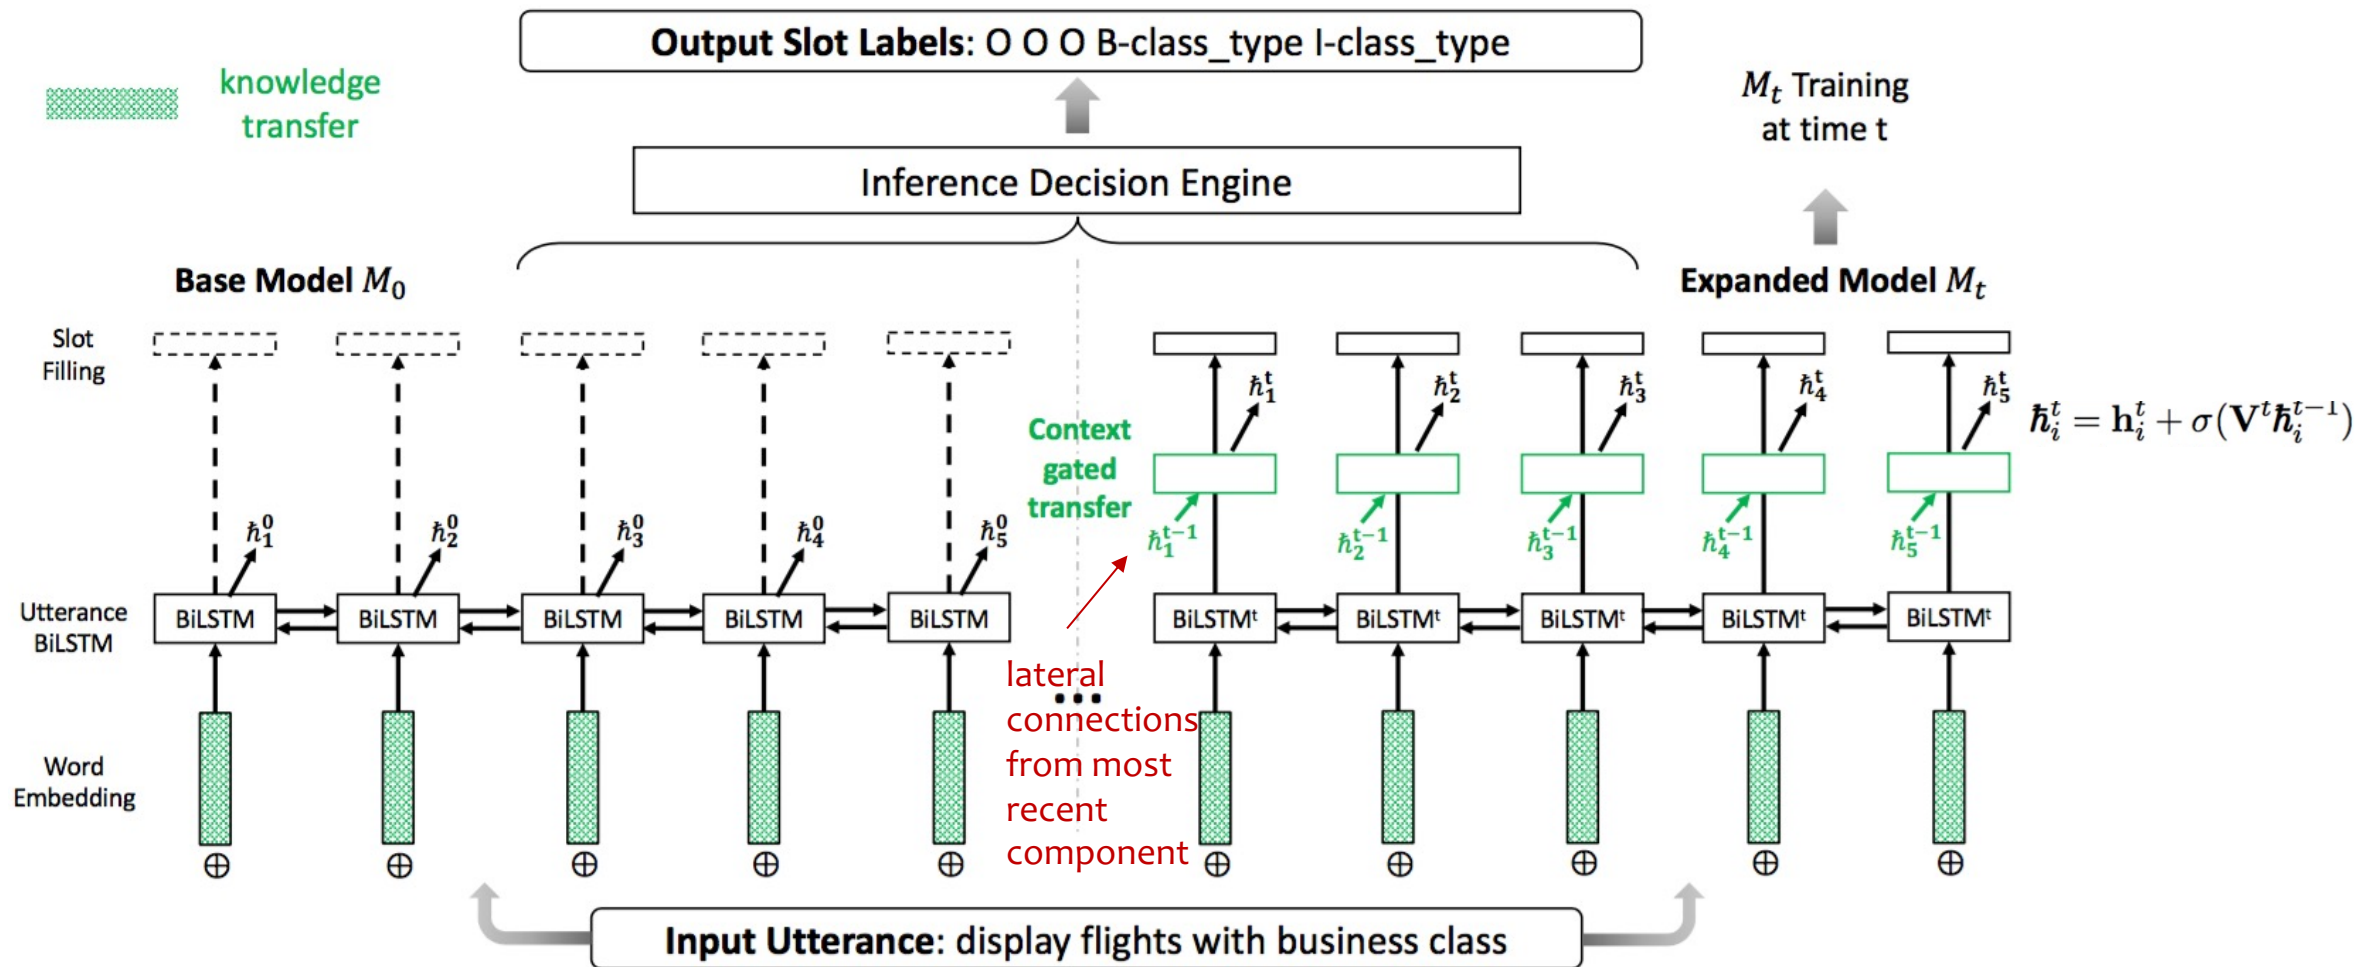 Output Slot Labels: O O O B-class_type I-class_type
knowledge
transfer
M_t Training
at time t
Inference Decision Engine
Base Model M_0
Expanded Model M_t
Slot
Filling
ħ_1^t ħ_2^t ħ_3^t ħ_4^t ħ_5^t
ħ_i^t = h_i^t + σ(V^t ħ_i^{t-1})
Context
gated
transfer
ħ_1^0 ħ_2^0 ħ_3^0 ħ_4^0 ħ_5^0
ħ_1^{t-1} ħ_2^{t-1} ħ_3^{t-1} ħ_4^{t-1} ħ_5^{t-1}
Utterance
BiLSTM
BiLSTM BiLSTM BiLSTM BiLSTM BiLSTM
BiLSTM^t BiLSTM^t BiLSTM^t BiLSTM^t BiLSTM^t
lateral
...
connections
from most
recent
component
Word
Embedding
⊕ ⊕ ⊕ ⊕ ⊕ ⊕ ⊕ ⊕ ⊕ ⊕
Input Utterance: display flights with business class